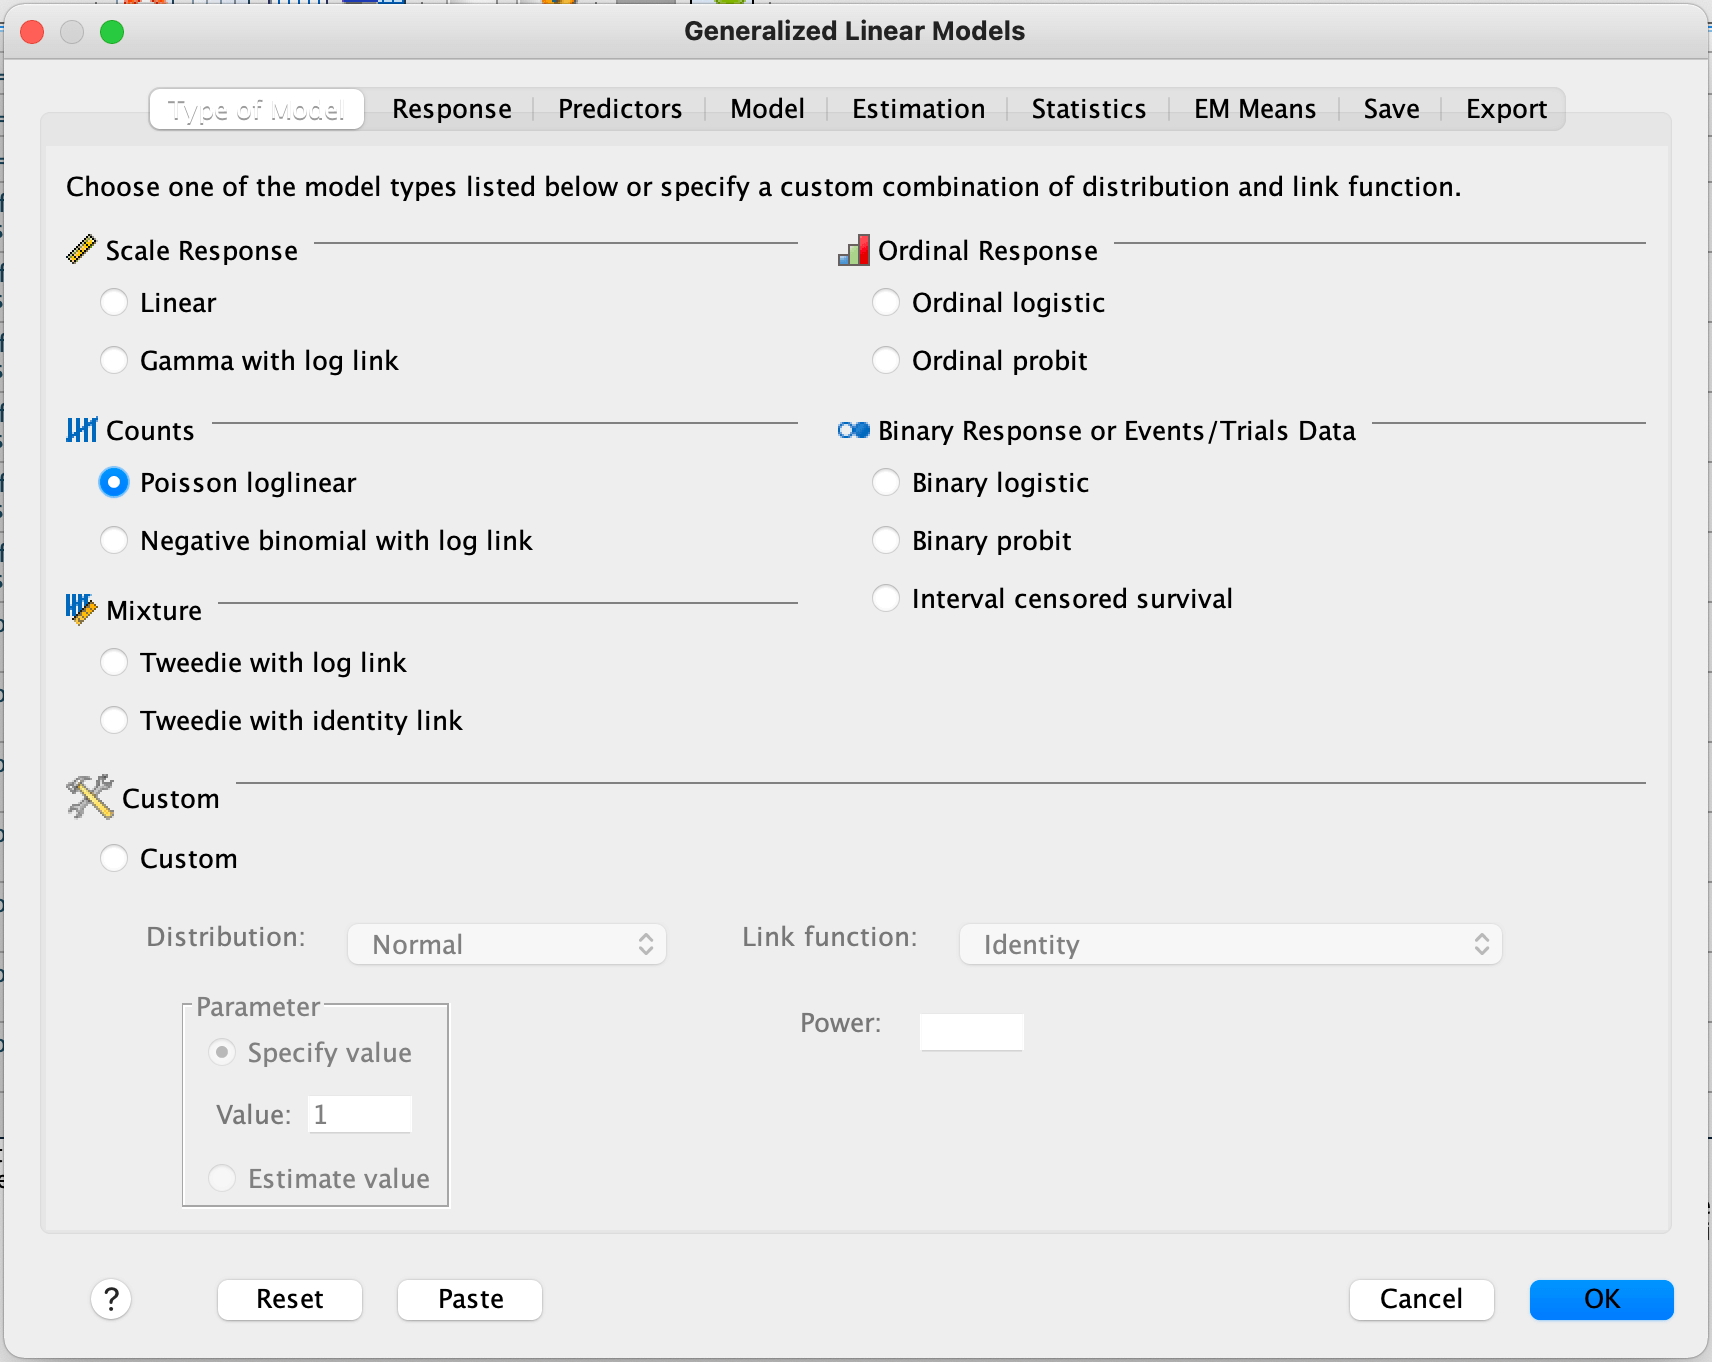 Generalized Linear Models
Type of Model Response Predictors Model Estimation Statistics EM Means Save Export
Choose one of the model types listed below or specify a custom combination of distribution and link function.
Scale Response
Linear
Gamma with log link
Counts
Poisson loglinear
Negative binomial with log link
Mixture
Tweedie with log link
Tweedie with identity link
Ordinal Response
Ordinal logistic
Ordinal probit
Binary Response or Events/Trials Data
Binary logistic
Binary probit
Interval censored survival
Custom
Custom
Distribution: Normal Link function: Identity
Parameter
Specify value
Value: 1
Estimate value
Power:
? Reset Paste Cancel OK